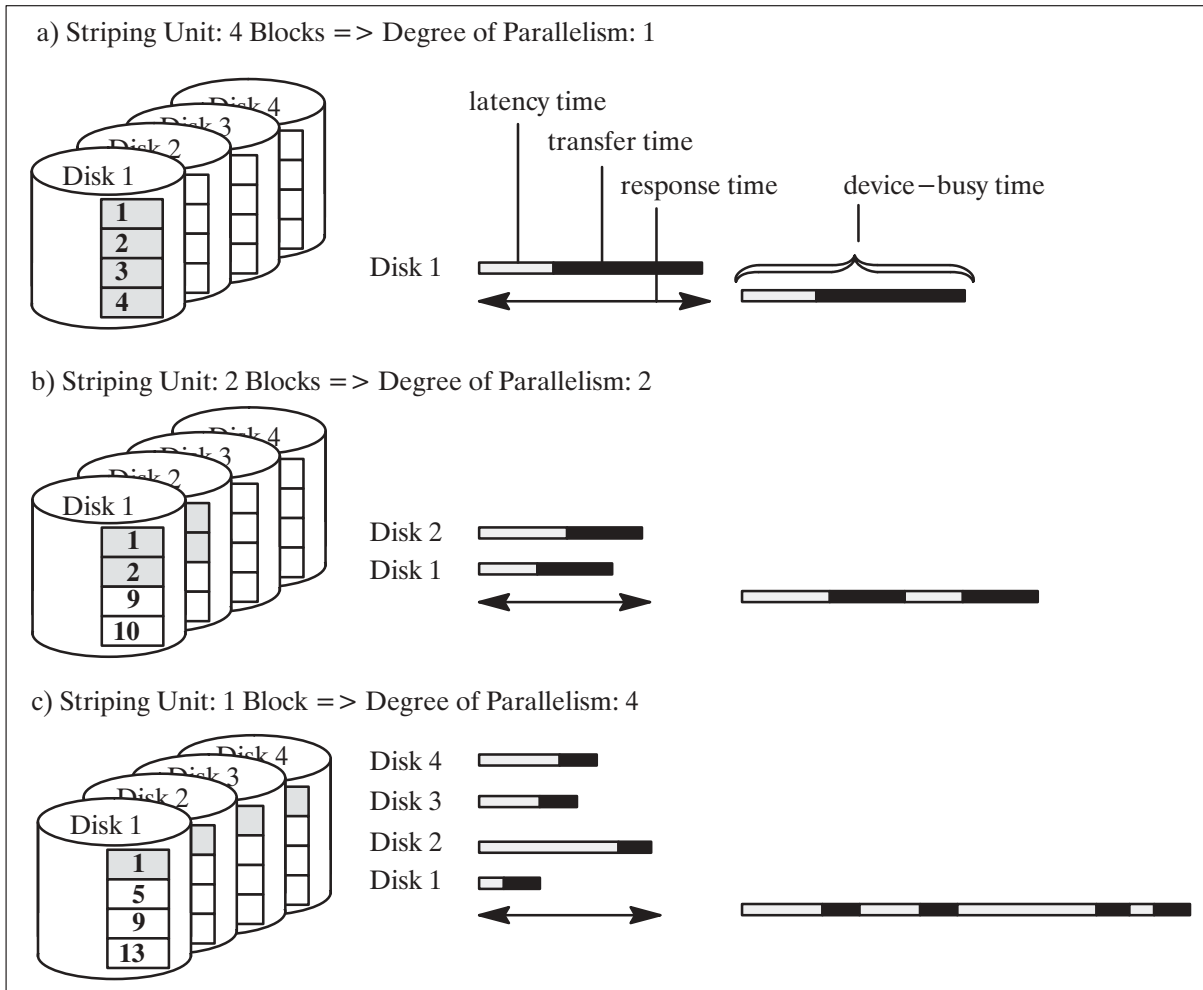 a) Striping Unit: 4 Blocks => Degree of Parallelism: 1
Disk 4
Disk 3
Disk 2
Disk 1
1
2
3
4
latency time
transfer time
response time
device-busy time
Disk 1
b) Striping Unit: 2 Blocks => Degree of Parallelism: 2
Disk 4
Disk 3
Disk 2
Disk 1
1
2
9
10
Disk 2
Disk 1
c) Striping Unit: 1 Block => Degree of Parallelism: 4
Disk 4
Disk 3
Disk 2
Disk 1
1
5
9
13
Disk 4
Disk 3
Disk 2
Disk 1